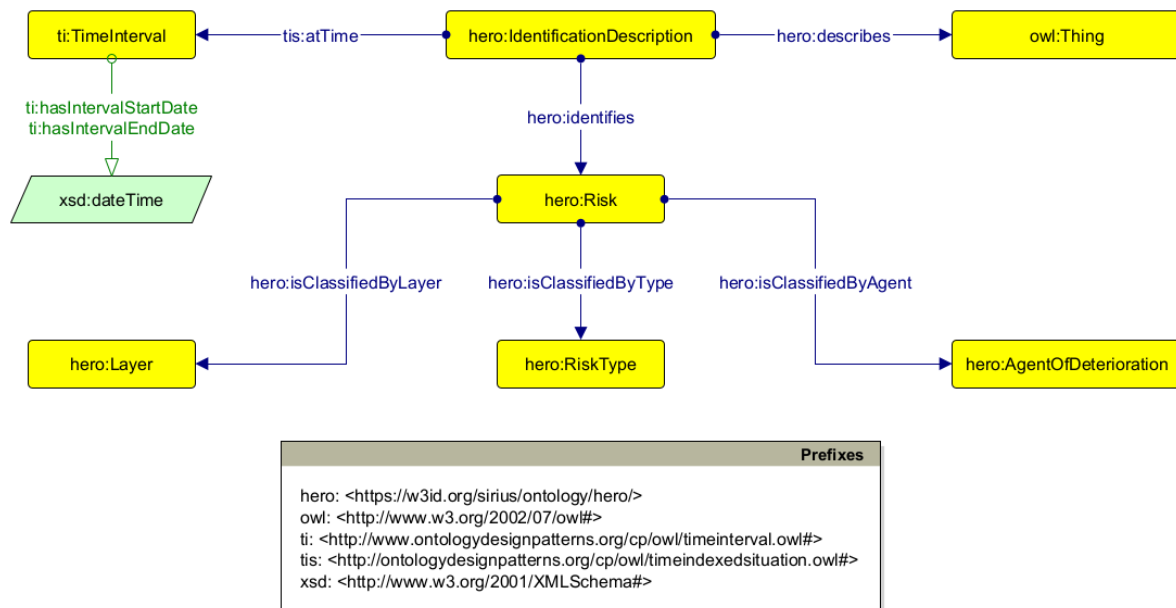 ti:TimeInterval
tis:atTime
hero:IdentificationDescription
hero:describes
owl:Thing
ti:hasIntervalStartDate
ti:hasIntervalEndDate
hero:identifies
xsd:dateTime
hero:Risk
hero:isClassifiedByLayer
hero:isClassifiedByType
hero:isClassifiedByAgent
hero:Layer
hero:RiskType
hero:AgentOfDeterioration
Prefixes
hero: <https://w3id.org/sirius/ontology/hero/>
owl: <http://www.w3.org/2002/07/owl#>
ti: <http://www.ontologydesignpatterns.org/cp/owl/timeinterval.owl#>
tis: <http://ontologydesignpatterns.org/cp/owl/timeindexedsituation.owl#>
xsd: <http://www.w3.org/2001/XMLSchema#>